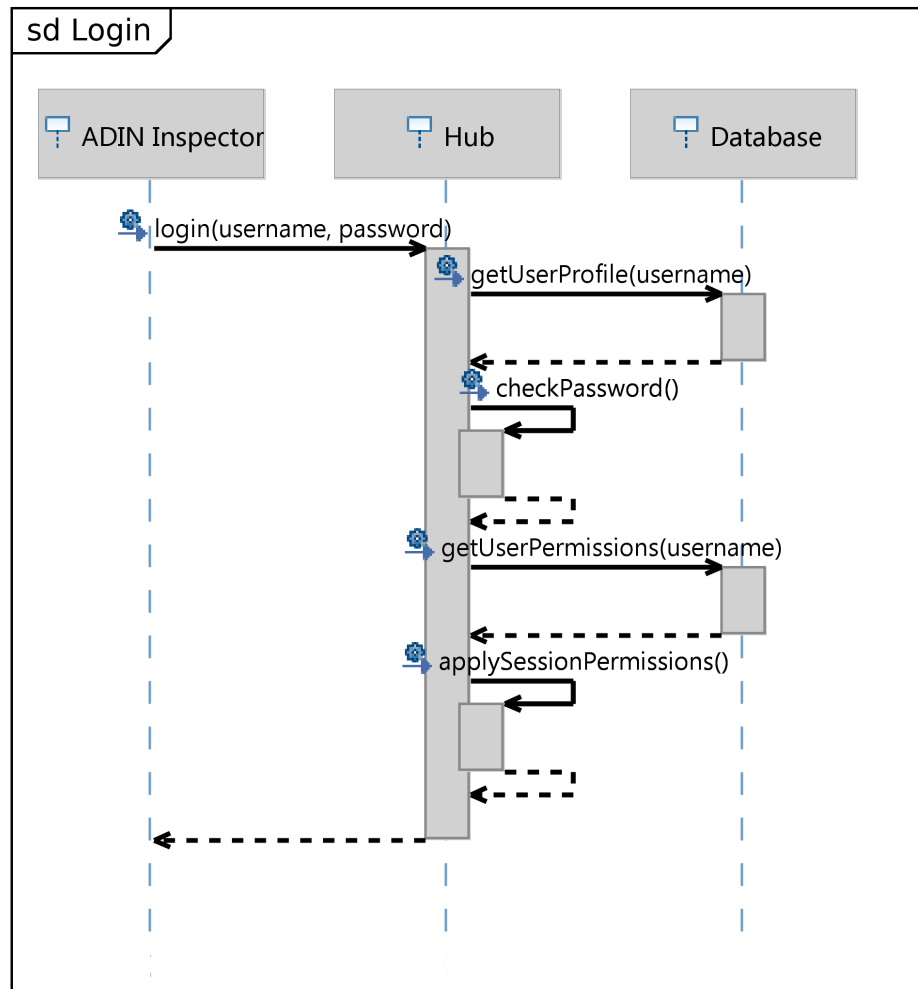 sd Login
ADIN Inspector
Hub
Database
login(username, password)
getUserProfile(username)
checkPassword()
getUserPermissions(username)
applySessionPermissions()